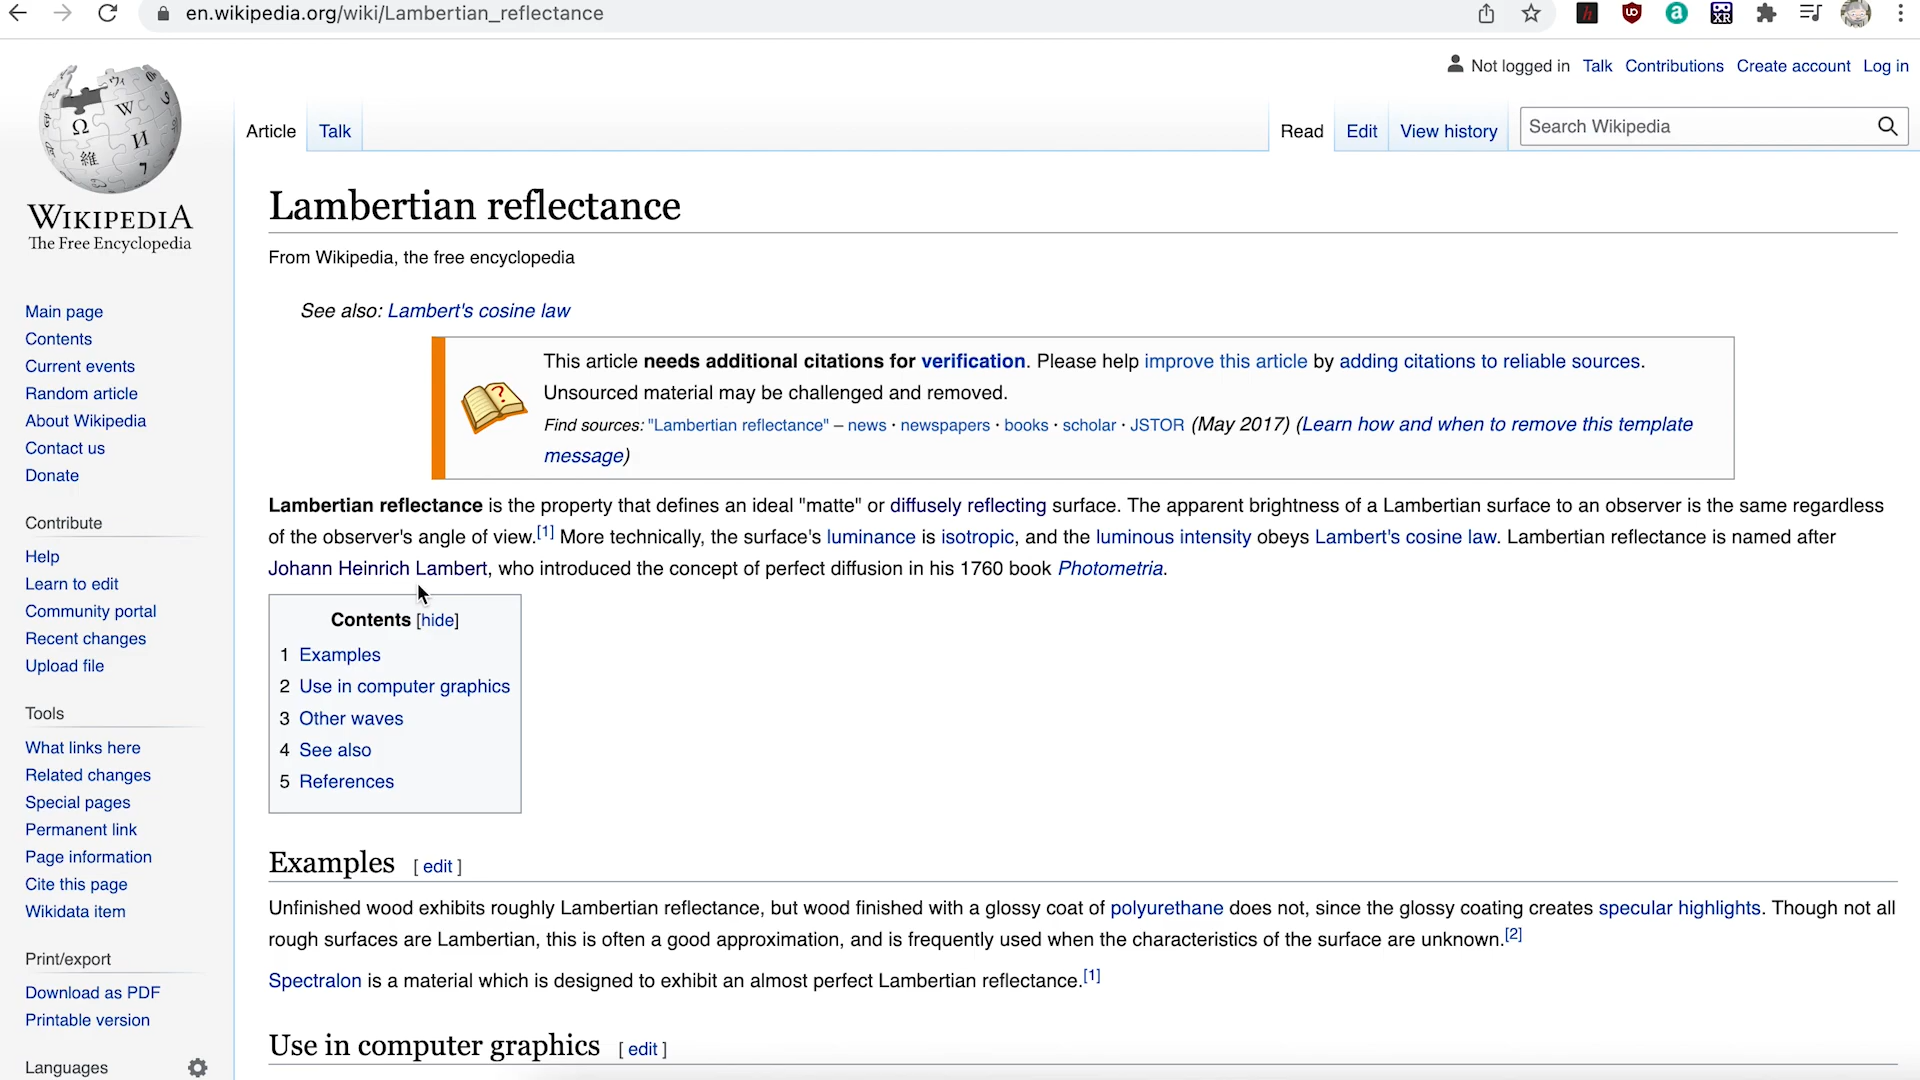 en.wikipedia.org/wiki/Lambertian_reflectance
Not logged in Talk Contributions Create account Log in
Article Talk Read Edit View history Search Wikipedia
WIKIPEDIA
The Free Encyclopedia
Main page
Contents
Current events
Random article
About Wikipedia
Contact us
Donate
Contribute
Help
Learn to edit
Community portal
Recent changes
Upload file
Tools
What links here
Related changes
Special pages
Permanent link
Page information
Cite this page
Wikidata item
Print/export
Download as PDF
Printable version
Languages
Lambertian reflectance
From Wikipedia, the free encyclopedia
See also: Lambert's cosine law
This article needs additional citations for verification. Please help improve this article by adding citations to reliable sources.
Unsourced material may be challenged and removed.
Find sources: "Lambertian reflectance" – news · newspapers · books · scholar · JSTOR (May 2017) (Learn how and when to remove this template
message)
Lambertian reflectance is the property that defines an ideal "matte" or diffusely reflecting surface. The apparent brightness of a Lambertian surface to an observer is the same regardless
of the observer's angle of view.[1] More technically, the surface's luminance is isotropic, and the luminous intensity obeys Lambert's cosine law. Lambertian reflectance is named after
Johann Heinrich Lambert, who introduced the concept of perfect diffusion in his 1760 book Photometria.
Contents [hide]
1 Examples
2 Use in computer graphics
3 Other waves
4 See also
5 References
Examples [ edit ]
Unfinished wood exhibits roughly Lambertian reflectance, but wood finished with a glossy coat of polyurethane does not, since the glossy coating creates specular highlights. Though not all
rough surfaces are Lambertian, this is often a good approximation, and is frequently used when the characteristics of the surface are unknown.[2]
Spectralon is a material which is designed to exhibit an almost perfect Lambertian reflectance.[1]
Use in computer graphics [ edit ]